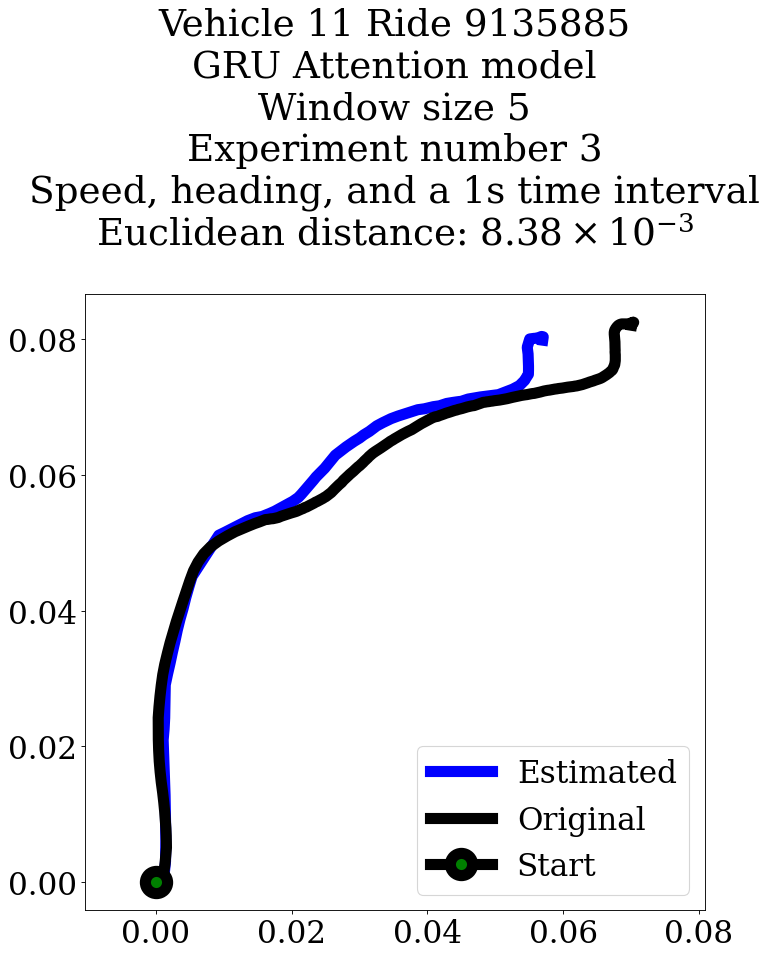 Vehicle 11 Ride 9135885
GRU Attention model
Window size 5
Experiment number 3
Speed, heading, and a 1s time interval
Euclidean distance: 8.38 × 10⁻³
0.08
0.06
0.04
0.02
0.00
Estimated
Original
Start
0.00 0.02 0.04 0.06 0.08